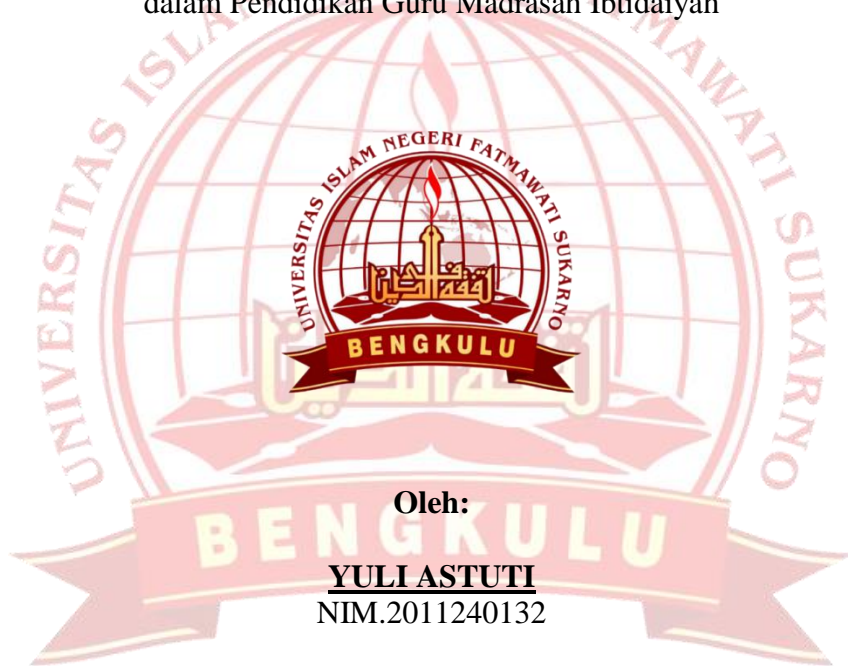 dalam Pendidikan Guru Madrasah Ibtidaiyah
UNIVERSITAS ISLAM NEGERI FATMAWATI SUKARNO
BENGKULU
Oleh:
YULI ASTUTI
NIM.2011240132